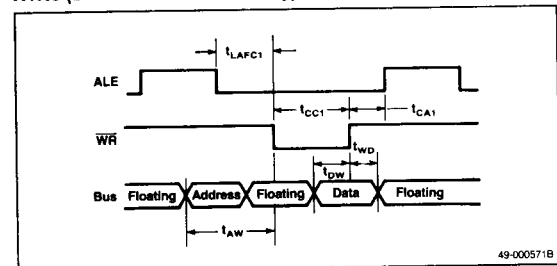 t_LAFC1
ALE
t_CC1
t_CA1
WR
t_WD
t_DW
Bus Floating Address Floating Data Floating
t_AW
49-000571B